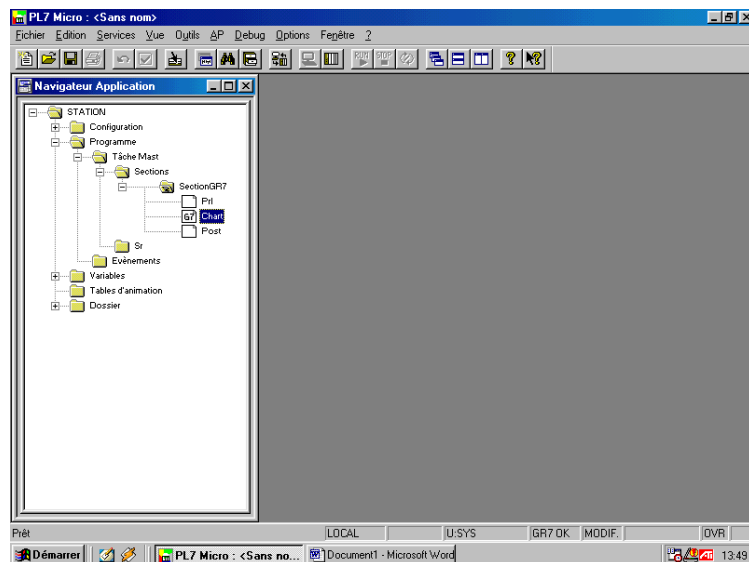 PL7 Micro : <Sans nom>
Fichier Edition Services Vue Outils AP Debug Options Fenêtre ?
RUN STOP
Navigateur Application
STATION
Configuration
Programme
Tâche Mast
Sections
SectionGR7
Prl
G7 Chart
Post
Sr
Evènements
Variables
Tables d'animation
Dossier
Prêt LOCAL U:SYS GR7 OK MODIF. OVR
Démarrer PL7 Micro : <Sans no... Document1 - Microsoft Word 13:49